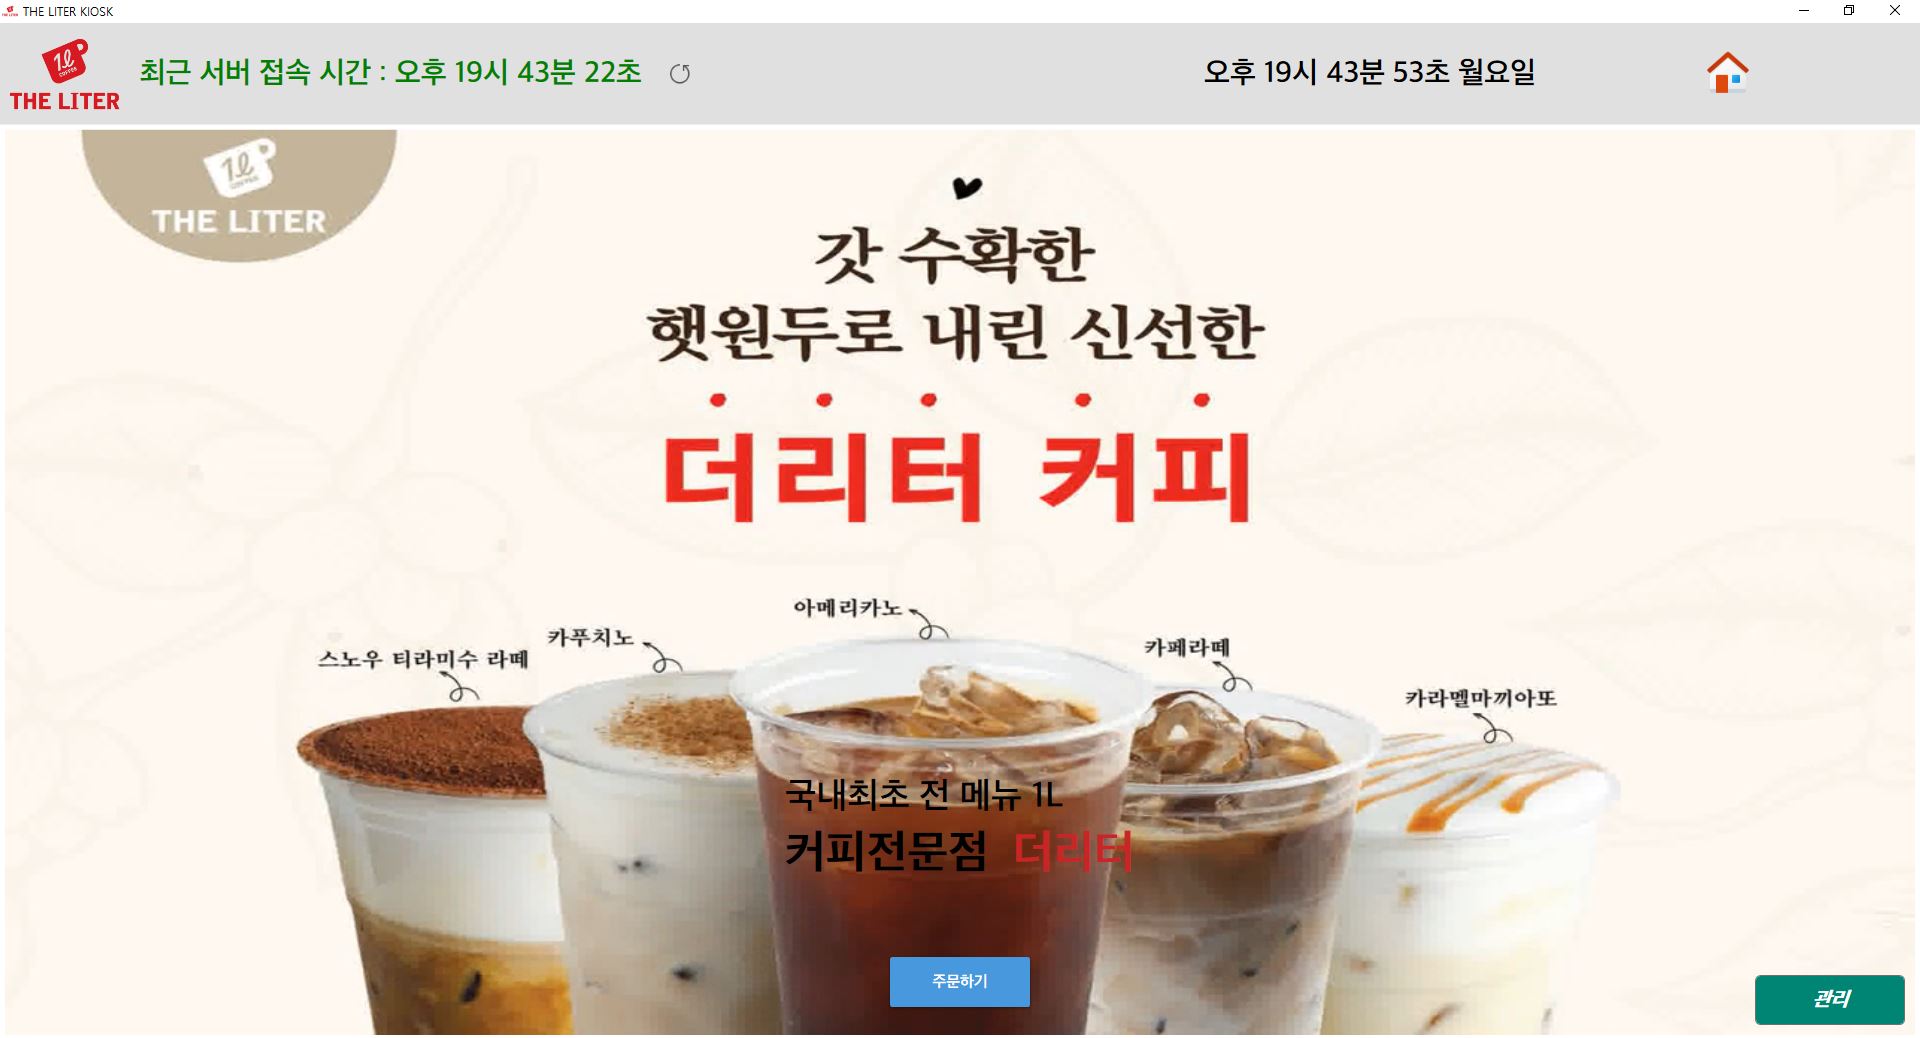 THE LITER KIOSK
1ℓ
COFFEE
THE LITER
최근 서버 접속 시간 : 오후 19시 43분 22초
오후 19시 43분 53초 월요일
1ℓ
COFFEE
THE LITER
갓 수확한
햇원두로 내린 신선한
더리터 커피
아메리카노
카푸치노
카페라떼
스노우 티라미수 라떼
카라멜마끼아또
국내최초 전 메뉴 1L
커피전문점 더리터
주문하기
관리